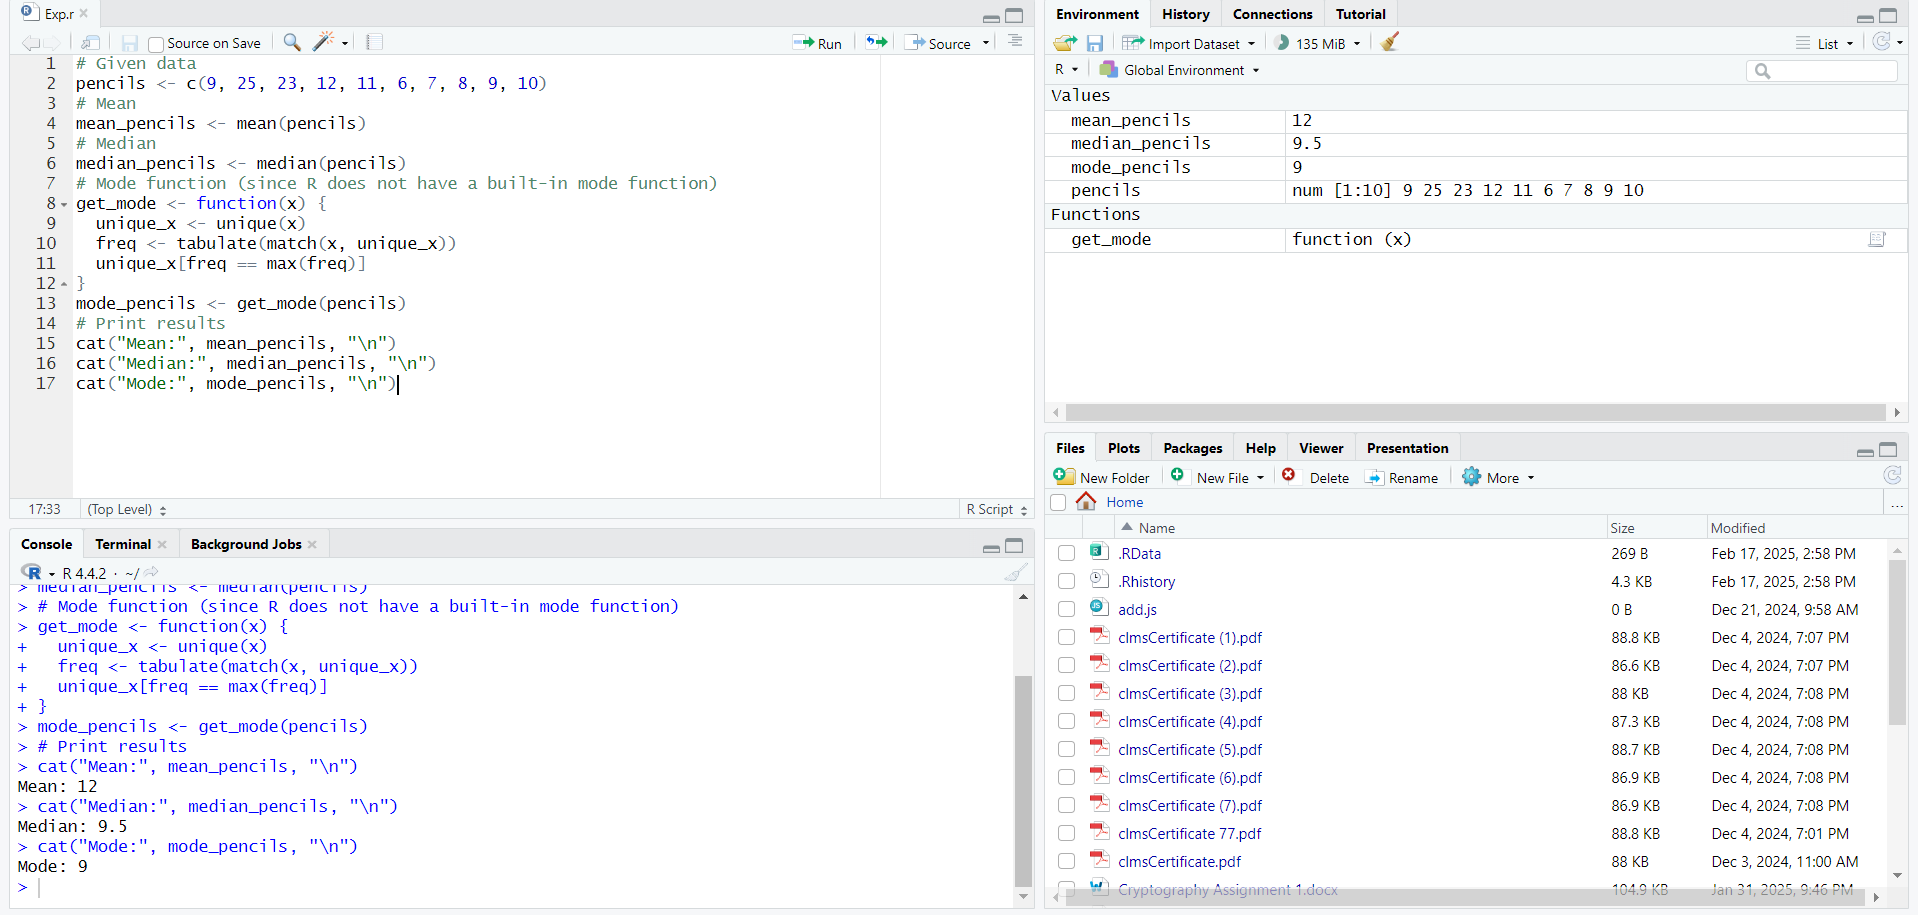 Exp.r
Source on Save
Run
Source
1 # Given data
2 pencils <- c(9, 25, 23, 12, 11, 6, 7, 8, 9, 10)
3 # Mean
4 mean_pencils <- mean(pencils)
5 # Median
6 median_pencils <- median(pencils)
7 # Mode function (since R does not have a built-in mode function)
8 get_mode <- function(x) {
9   unique_x <- unique(x)
10   freq <- tabulate(match(x, unique_x))
11   unique_x[freq == max(freq)]
12 }
13 mode_pencils <- get_mode(pencils)
14 # Print results
15 cat("Mean:", mean_pencils, "\n")
16 cat("Median:", median_pencils, "\n")
17 cat("Mode:", mode_pencils, "\n")
17:33 (Top Level) R Script
Console Terminal Background Jobs
R 4.4.2 · ~/
> median_pencils <- median(pencils)
> # Mode function (since R does not have a built-in mode function)
> get_mode <- function(x) {
+   unique_x <- unique(x)
+   freq <- tabulate(match(x, unique_x))
+   unique_x[freq == max(freq)]
+ }
> mode_pencils <- get_mode(pencils)
> # Print results
> cat("Mean:", mean_pencils, "\n")
Mean: 12
> cat("Median:", median_pencils, "\n")
Median: 9.5
> cat("Mode:", mode_pencils, "\n")
Mode: 9
>
Environment History Connections Tutorial
Import Dataset 135 MiB List
R Global Environment
Values
mean_pencils 12
median_pencils 9.5
mode_pencils 9
pencils num [1:10] 9 25 23 12 11 6 7 8 9 10
Functions
get_mode function (x)
Files Plots Packages Help Viewer Presentation
New Folder New File Delete Rename More
Home ...
Name Size Modified
.RData 269 B Feb 17, 2025, 2:58 PM
.Rhistory 4.3 KB Feb 17, 2025, 2:58 PM
add.js 0 B Dec 21, 2024, 9:58 AM
clmsCertificate (1).pdf 88.8 KB Dec 4, 2024, 7:07 PM
clmsCertificate (2).pdf 86.6 KB Dec 4, 2024, 7:07 PM
clmsCertificate (3).pdf 88 KB Dec 4, 2024, 7:08 PM
clmsCertificate (4).pdf 87.3 KB Dec 4, 2024, 7:08 PM
clmsCertificate (5).pdf 88.7 KB Dec 4, 2024, 7:08 PM
clmsCertificate (6).pdf 86.9 KB Dec 4, 2024, 7:08 PM
clmsCertificate (7).pdf 86.9 KB Dec 4, 2024, 7:08 PM
clmsCertificate 77.pdf 88.8 KB Dec 4, 2024, 7:01 PM
clmsCertificate.pdf 88 KB Dec 3, 2024, 11:00 AM
Cryptography Assignment 1.docx 104.9 KB Jan 31, 2025, 9:46 PM